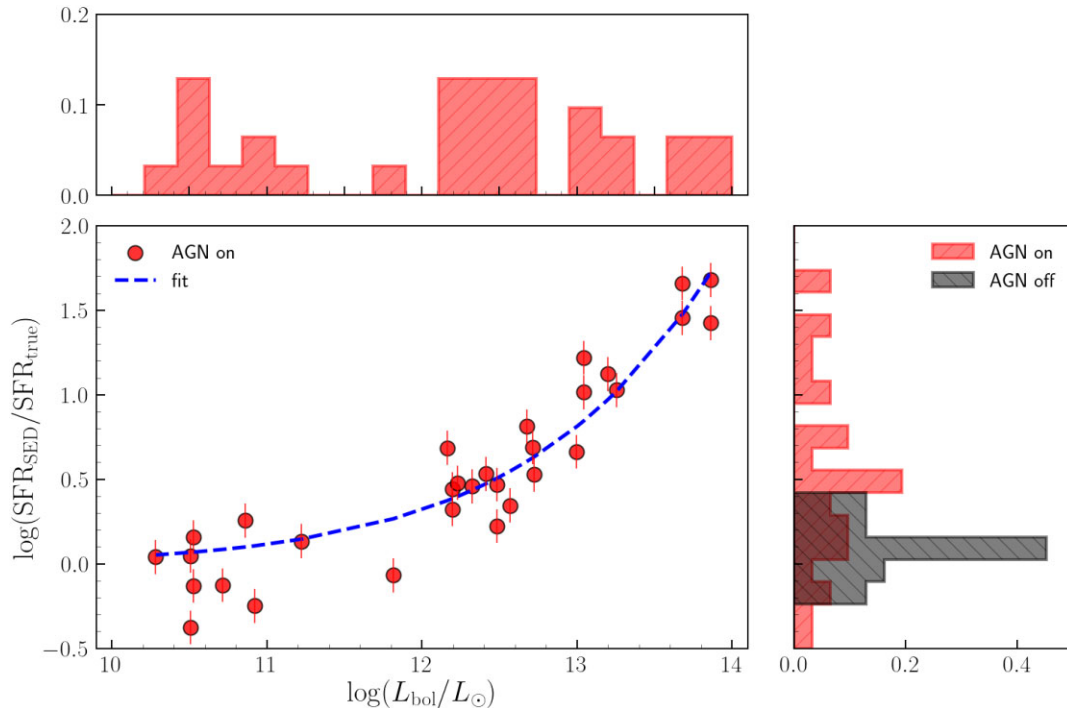 0.2
0.1
0.0
2.0
1.5
1.0
0.5
0.0
−0.5
log(SFR_SED/SFR_true)
AGN on
fit
10 11 12 13 14
log(L_bol/L_⊙)
AGN on
AGN off
0.0 0.2 0.4